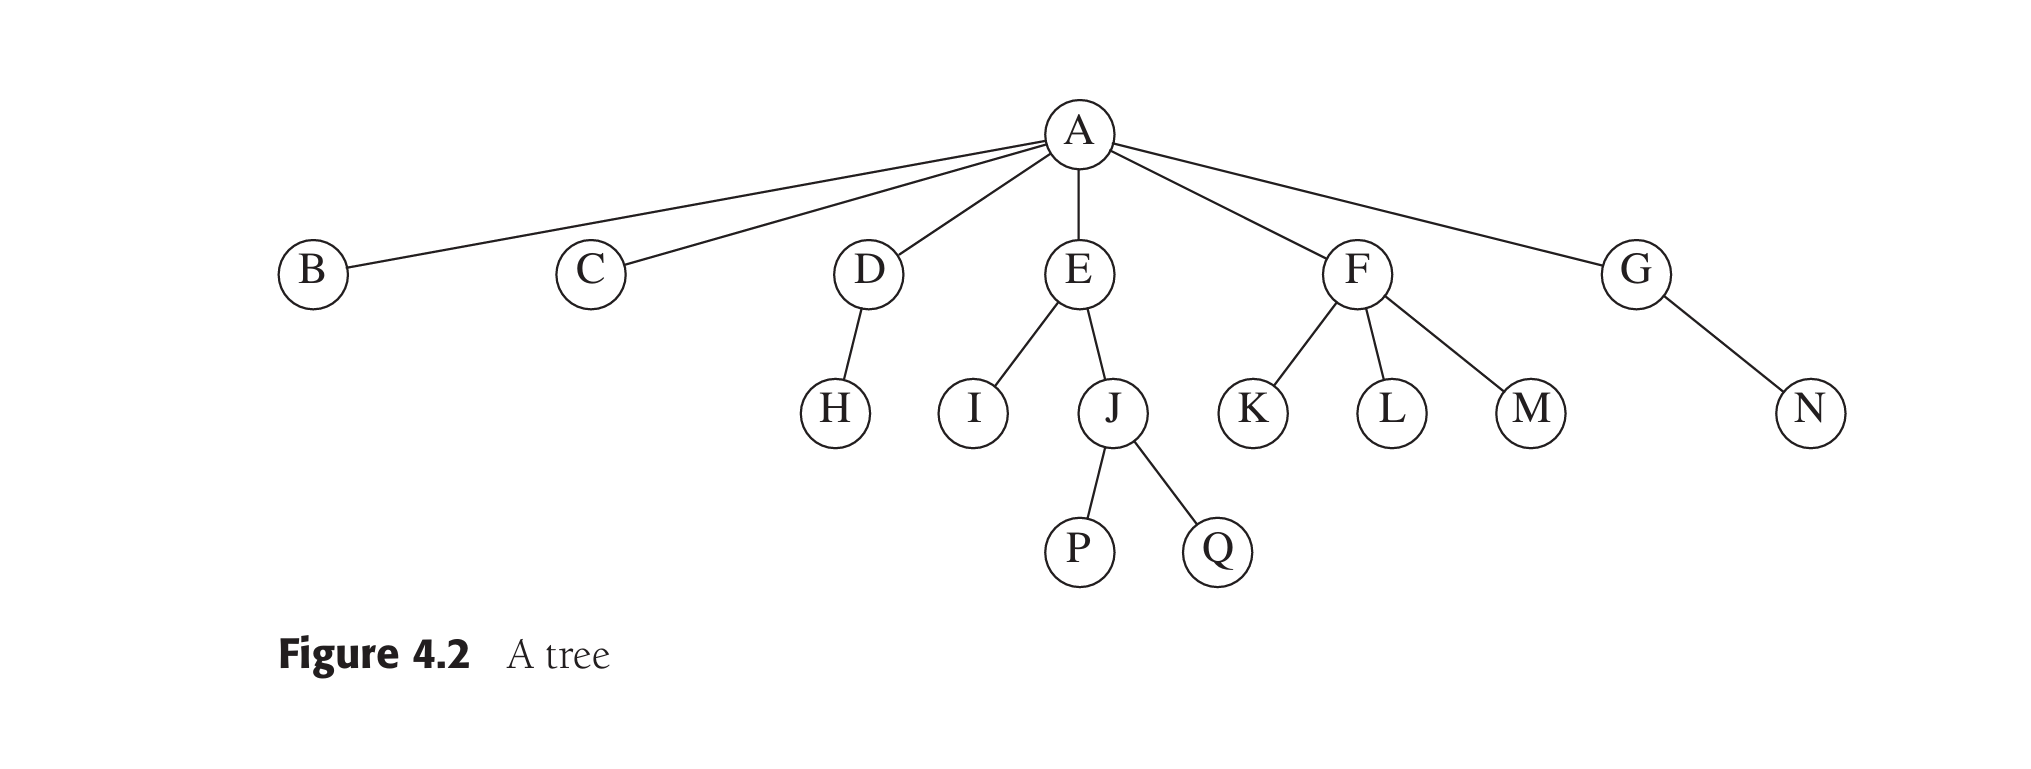 A
B C D E F G
H I J K L M N
P Q
Figure 4.2 A tree